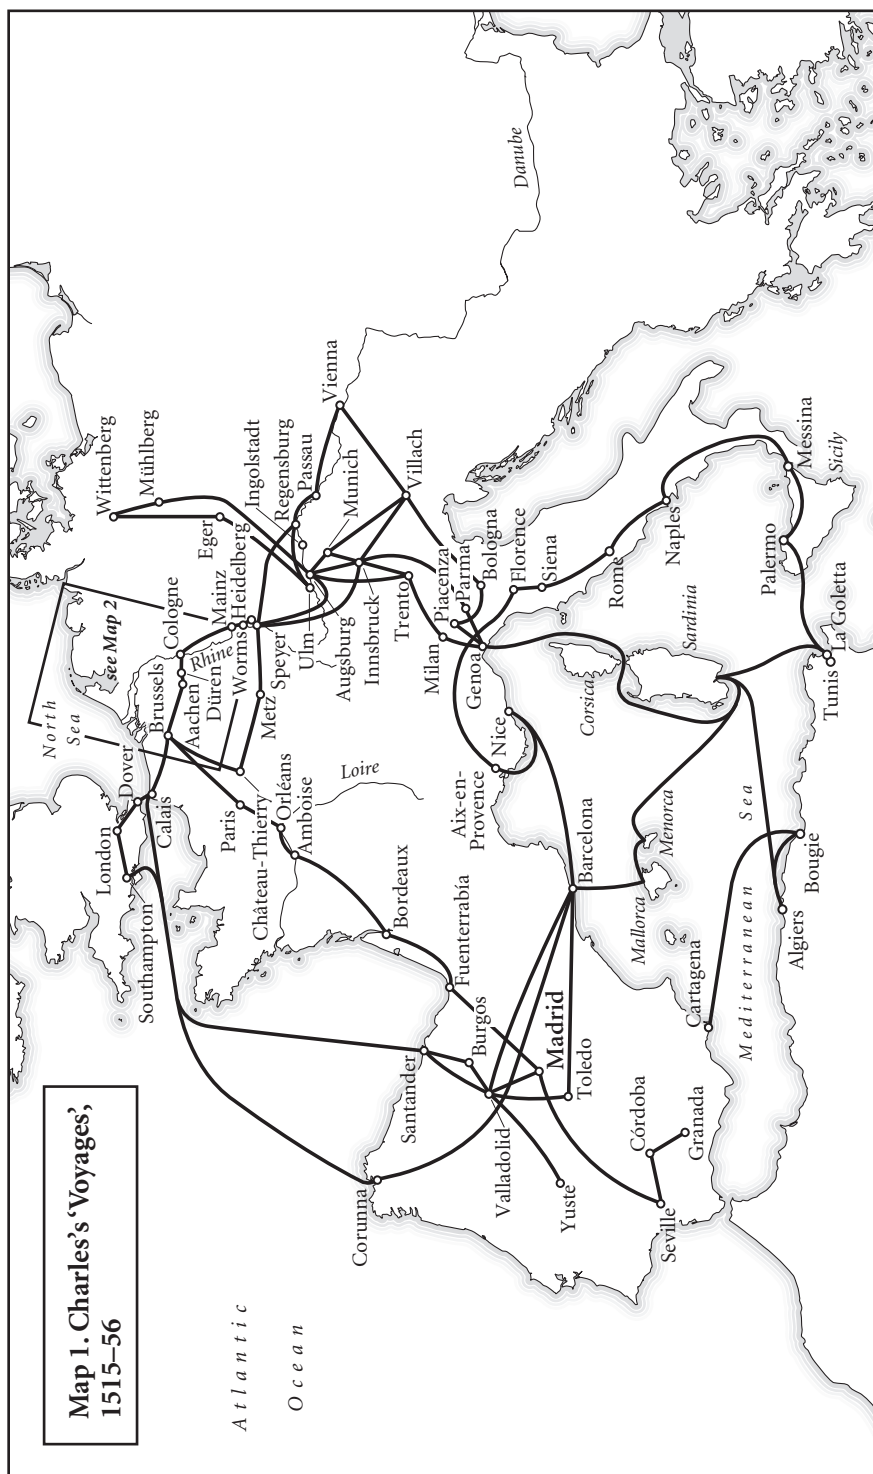 Map 1. Charles's 'Voyages',
1515–56
Atlantic
Ocean
North
Sea
see Map 2
Mediterranean
Sea
Corunna
Southampton
London
Dover
Calais
Brussels
Aachen
Düren
Cologne
Rhine
Mainz
Heidelberg
Worms
Speyer
Metz
Château-Thierry
Paris
Orléans
Amboise
Loire
Bordeaux
Fuenterrabía
Santander
Burgos
Valladolid
Madrid
Toledo
Yuste
Seville
Córdoba
Granada
Cartagena
Barcelona
Mallorca
Menorca
Aix-en-
Provence
Nice
Wittenberg
Mühlberg
Eger
Ingolstadt
Regensburg
Passau
Vienna
Danube
Munich
Ulm
Augsburg
Innsbruck
Villach
Trento
Milan
Genoa
Piacenza
Parma
Bologna
Florence
Siena
Rome
Naples
Corsica
Sardinia
Palermo
Messina
Sicily
La Goletta
Tunis
Bougie
Algiers